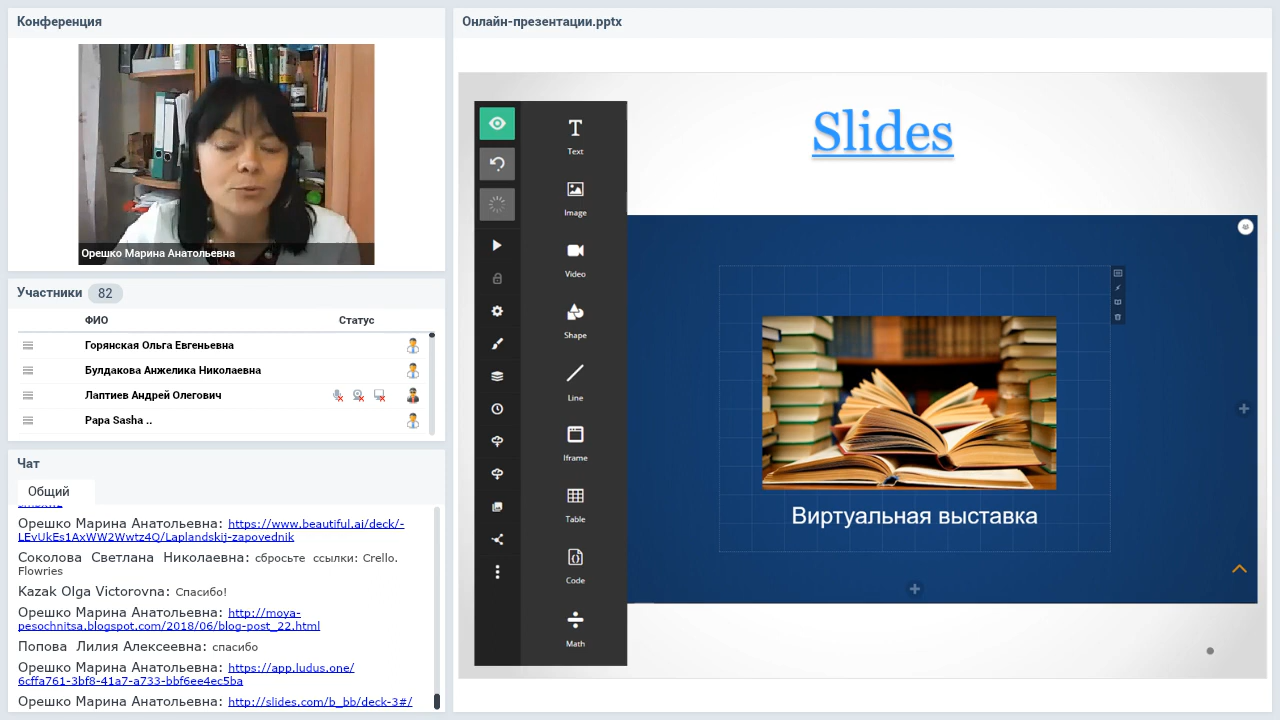 Конференция
Орешко Марина Анатольевна
Участники 82
ФИО Статус
Горянская Ольга Евгеньевна
Булдакова Анжелика Николаевна
Лаптиев Андрей Олегович
Papa Sasha ..
Чат
Общий
Орешко Марина Анатольевна: https://www.beautiful.ai/deck/-
LEvUkEs1AxWW2Wwtz4Q/Laplandskij-zapovednik
Соколова Светлана Николаевна: сбросьте ссылки: Crello.
Flowries
Kazak Olga Victorovna: Спасибо!
Орешко Марина Анатольевна: http://moya-
pesochnitsa.blogspot.com/2018/06/blog-post_22.html
Попова Лилия Алексеевна: спасибо
Орешко Марина Анатольевна: https://app.ludus.one/
6cffa761-3bf8-41a7-a733-bbf6ee4ec5ba
Орешко Марина Анатольевна: http://slides.com/b_bb/deck-3#/
Онлайн-презентации.pptx
Slides
Text
Image
Video
Shape
Line
Iframe
Table
Code
Math
Виртуальная выставка